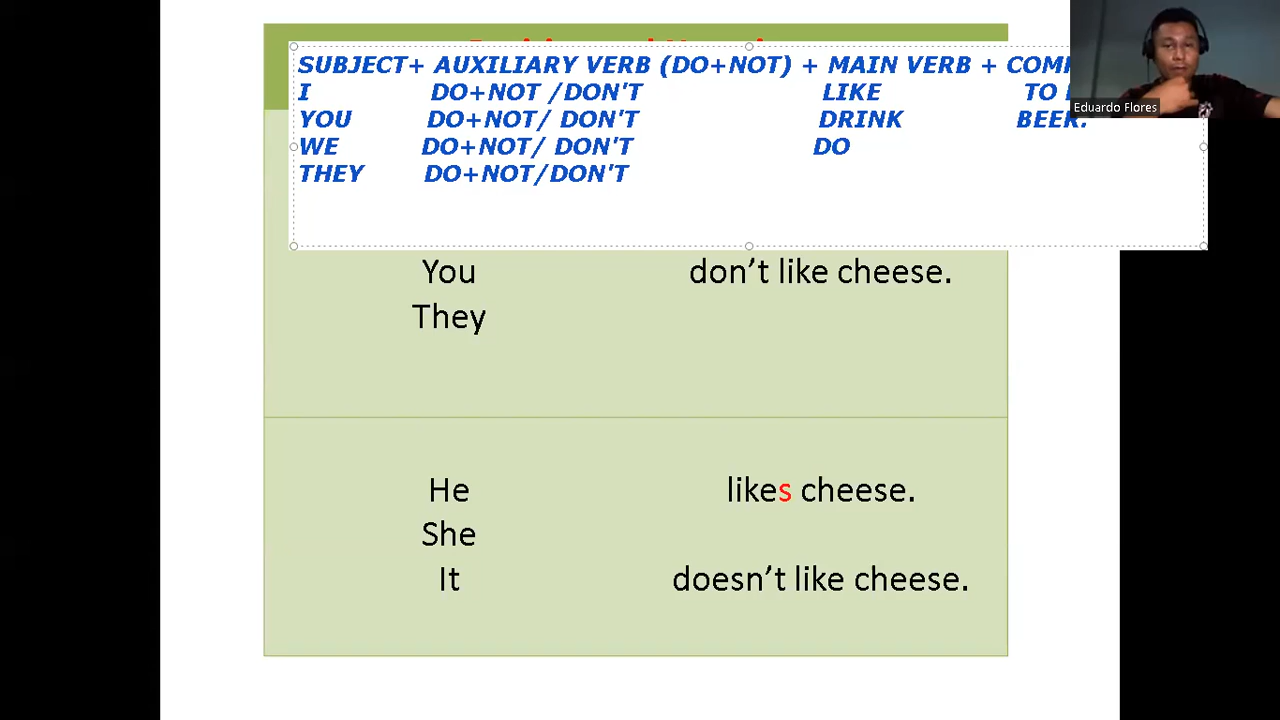 SUBJECT+ AUXILIARY VERB (DO+NOT) + MAIN VERB +
I DO+NOT /DON'T LIKE TO
Eduardo Flores
YOU DO+NOT/ DON'T DRINK BEEK.
WE DO+NOT/ DON'T DO
THEY DO+NOT/DON'T
You don't like cheese.
They
He likes cheese.
She
It doesn't like cheese.